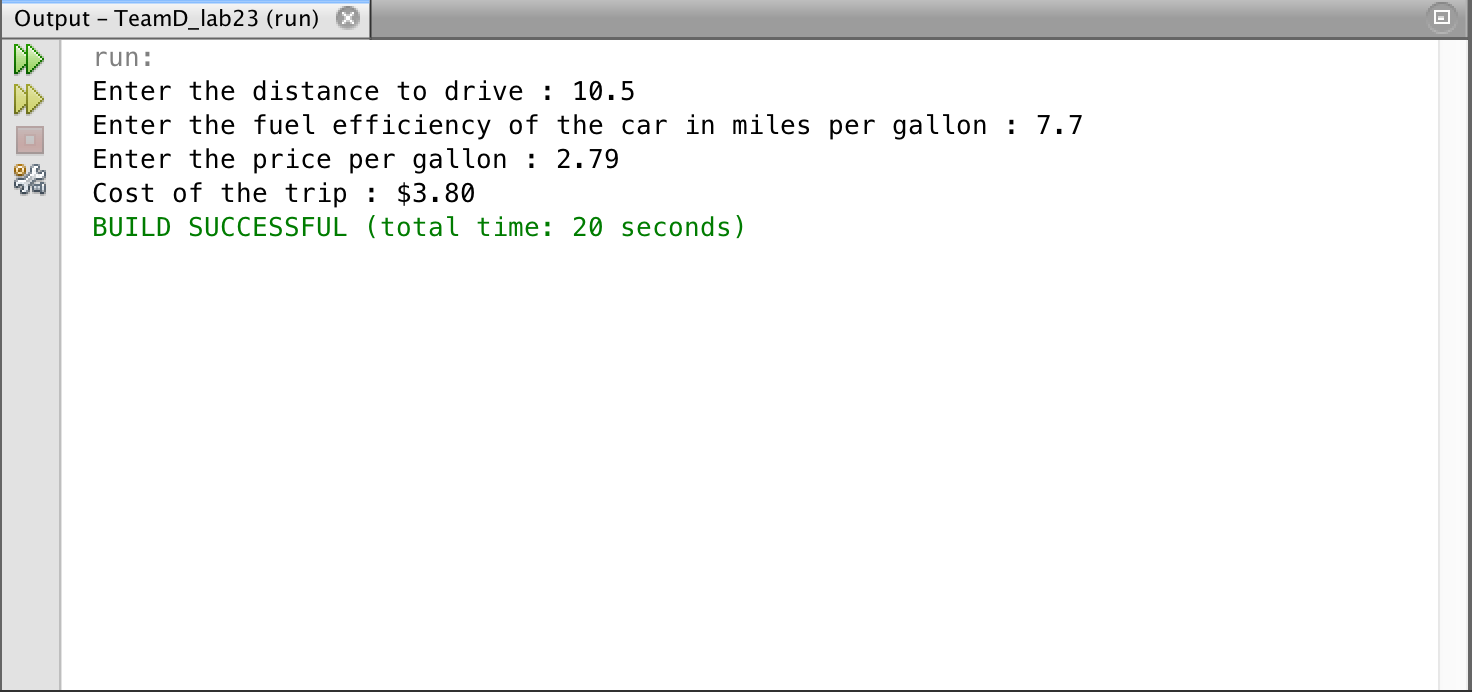 Output – TeamD_lab23 (run)
run:
Enter the distance to drive : 10.5
Enter the fuel efficiency of the car in miles per gallon : 7.7
Enter the price per gallon : 2.79
Cost of the trip : $3.80
BUILD SUCCESSFUL (total time: 20 seconds)